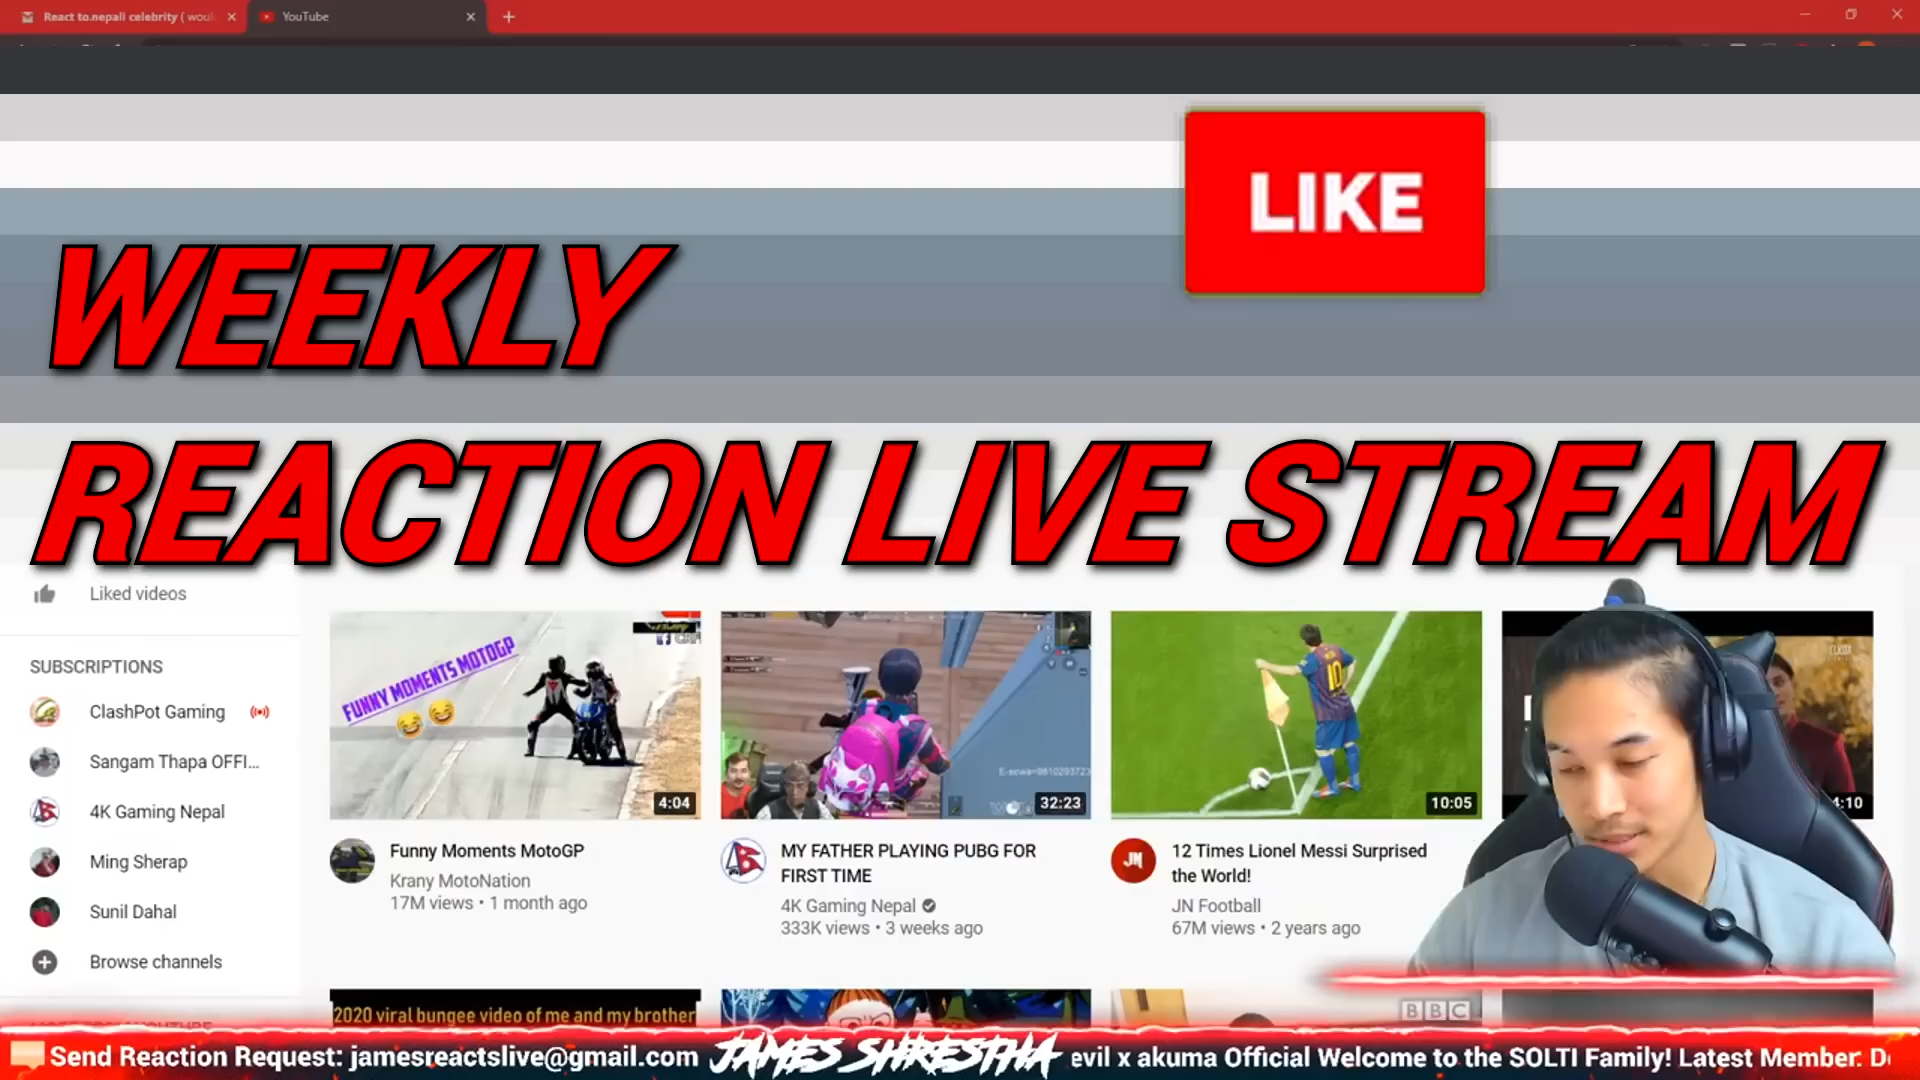 React to.nepali celebrity ( woul
YouTube
LIKE
WEEKLY
REACTION LIVE STREAM
Liked videos
SUBSCRIPTIONS
ClashPot Gaming
Sangam Thapa OFFI...
4K Gaming Nepal
Ming Sherap
Sunil Dahal
Browse channels
FUNNY MOMENTS MOTOGP
4:04
32:23
10:05
4:10
Funny Moments MotoGP
Krany MotoNation
17M views • 1 month ago
MY FATHER PLAYING PUBG FOR
FIRST TIME
4K Gaming Nepal
333K views • 3 weeks ago
JN
12 Times Lionel Messi Surprised
the World!
JN Football
67M views • 2 years ago
10
2020 viral bungee video of me and my brother
BBC
Send Reaction Request: jamesreactslive@gmail.com
JAMES SHRESTHA
evil x akuma Official Welcome to the SOLTI Family! Latest Member: D